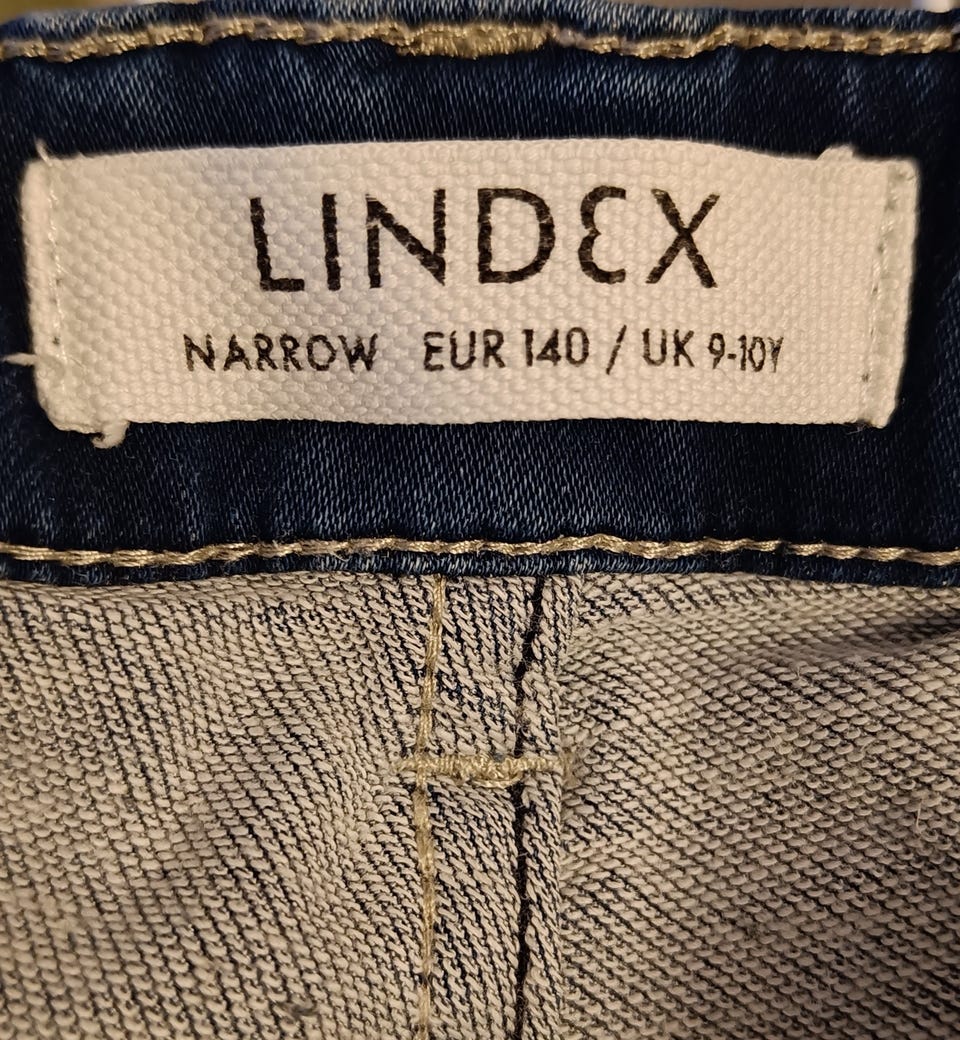 LINDEX
NARROW EUR 140 / UK 9-10Y